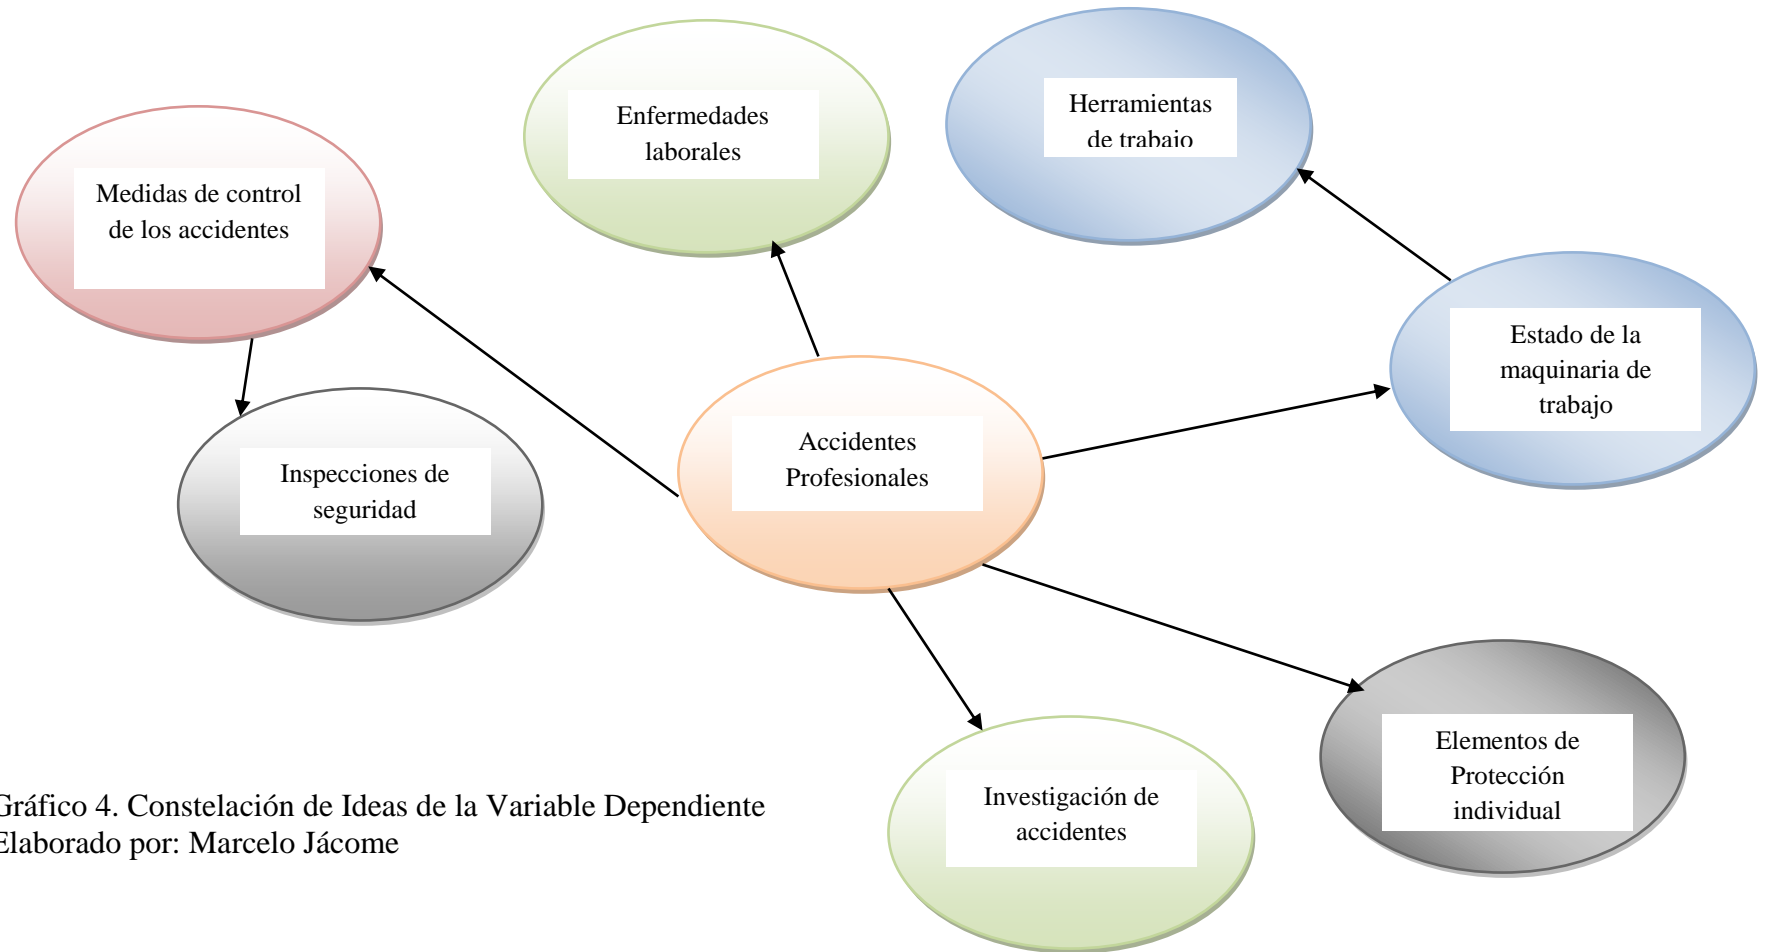 Enfermedades
laborales
Herramientas
de trabajo
Medidas de control
de los accidentes
Estado de la
maquinaria de
trabajo
Accidentes
Profesionales
Inspecciones de
seguridad
Elementos de
Protección
individual
Investigación de
accidentes
Gráfico 4. Constelación de Ideas de la Variable Dependiente
Elaborado por: Marcelo Jácome